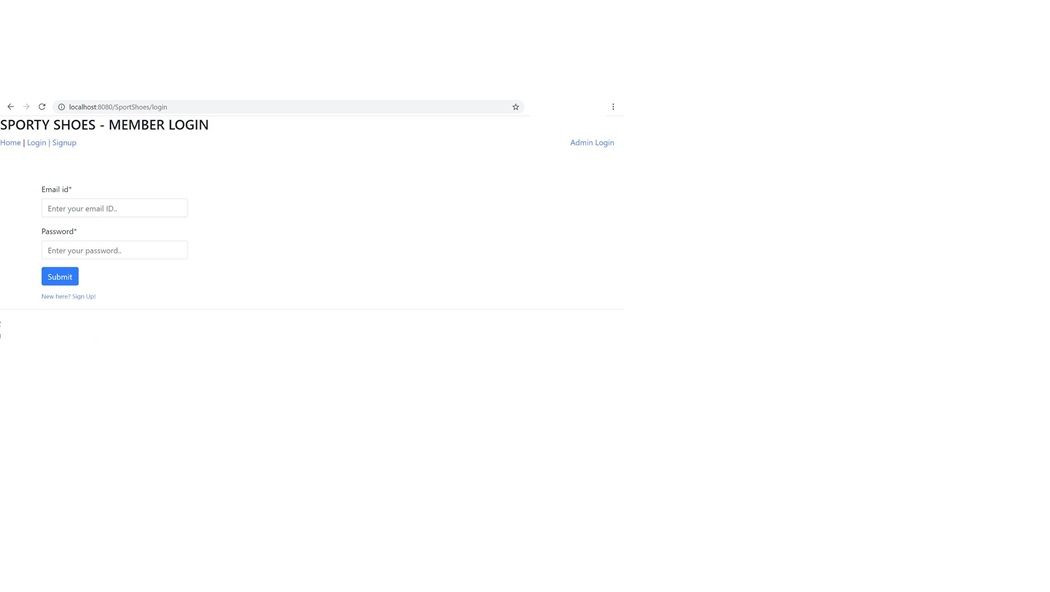 localhost:8080/SportShoes/login
SPORTY SHOES - MEMBER LOGIN
Home | Login | Signup
Admin Login
Email id*
Enter your email ID..
Password*
Enter your password..
Submit
New here? Sign Up!